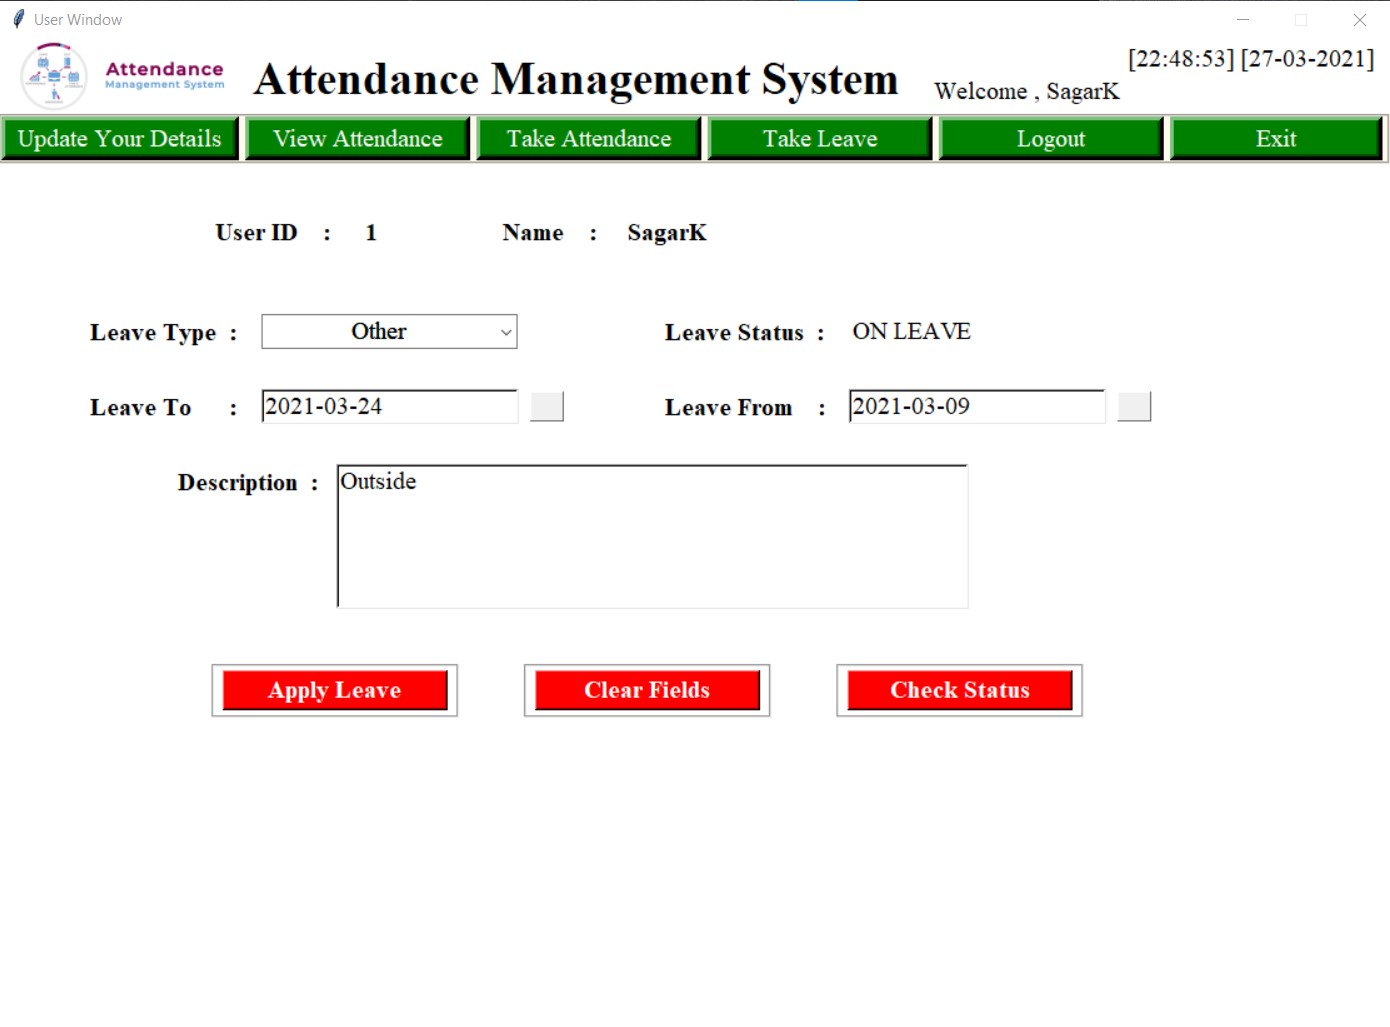 User Window
[22:48:53] [27-03-2021]
Attendance
Management System
Attendance Management System
Welcome , SagarK
Update Your Details View Attendance Take Attendance Take Leave Logout Exit
User ID : 1 Name : SagarK
Leave Type : Other Leave Status : ON LEAVE
Leave To : 2021-03-24 Leave From : 2021-03-09
Description : Outside
Apply Leave Clear Fields Check Status